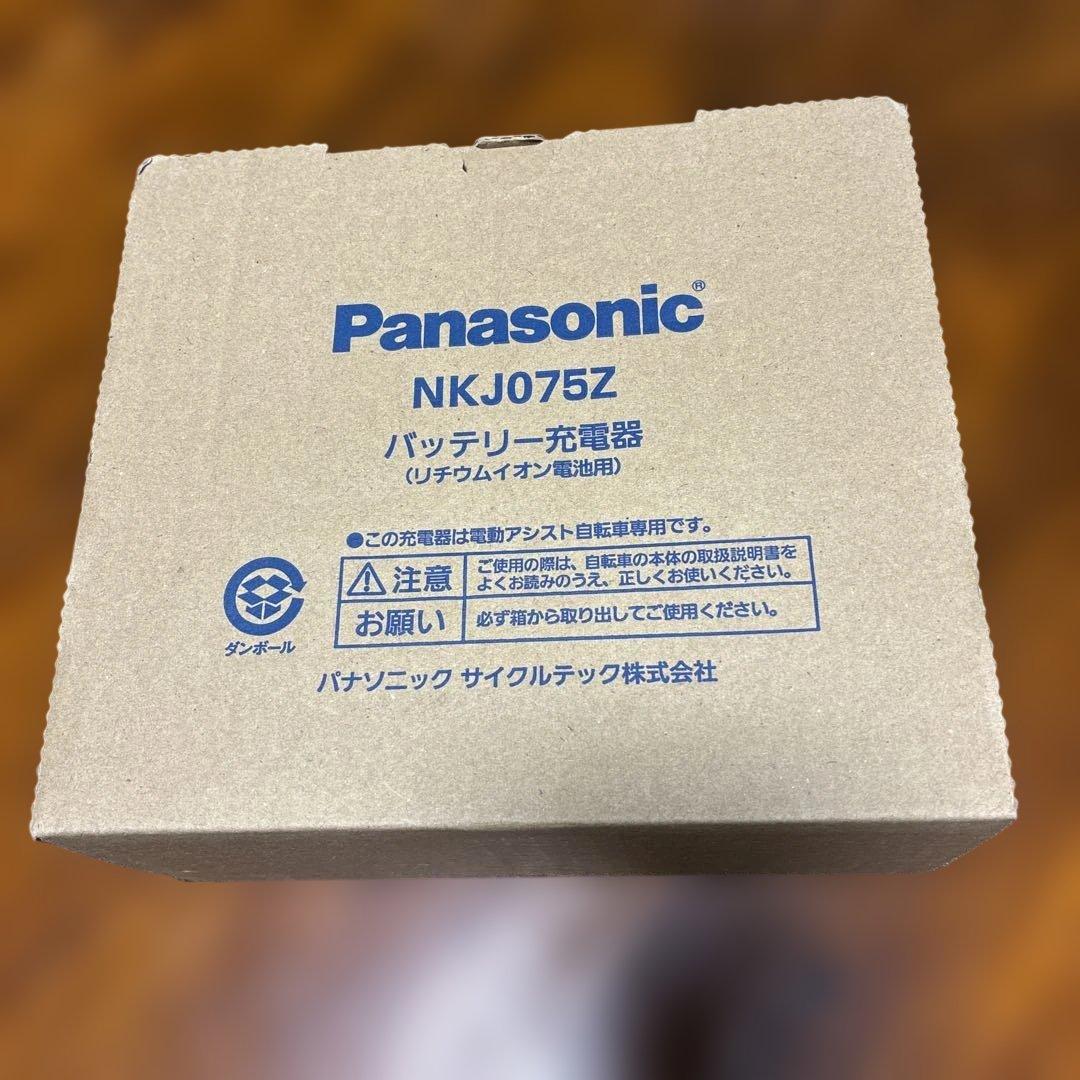 Panasonic®
NKJ075Z
バッテリー充電器
(リチウムイオン電池用)
●この充電器は電動アシスト自転車専用です。
注意
ご使用の際は、自転車の本体の取扱説明書を
よくお読みのうえ、正しくお使いください。
お願い
必ず箱から取り出してご使用ください。
ダンボール
パナソニック サイクルテック株式会社